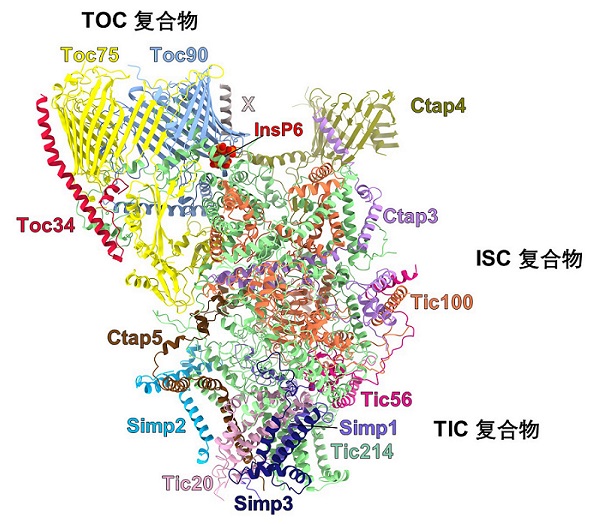 TOC 复合物
Toc75
Toc90
X
InsP6
Ctap4
Toc34
Ctap3
ISC 复合物
Tic100
Ctap5
Tic56
Simp2
Simp1
TIC 复合物
Tic214
Tic20
Simp3